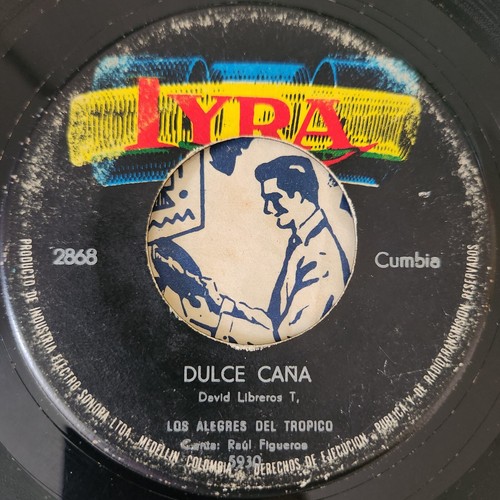 LYRA
2868
Cumbia
DULCE CAÑA
David Libreros T,
LOS ALEGRES DEL TROPICO
Canta: Raúl Figueroa
5930
PRODUCTO DE INDUSTRIA ELECTRO-SONORA LTDA. MEDELLIN COLOMBIA DERECHOS DE EJECUCION PUBLICA Y DE RADIOTRANSMISION RESERVADOS